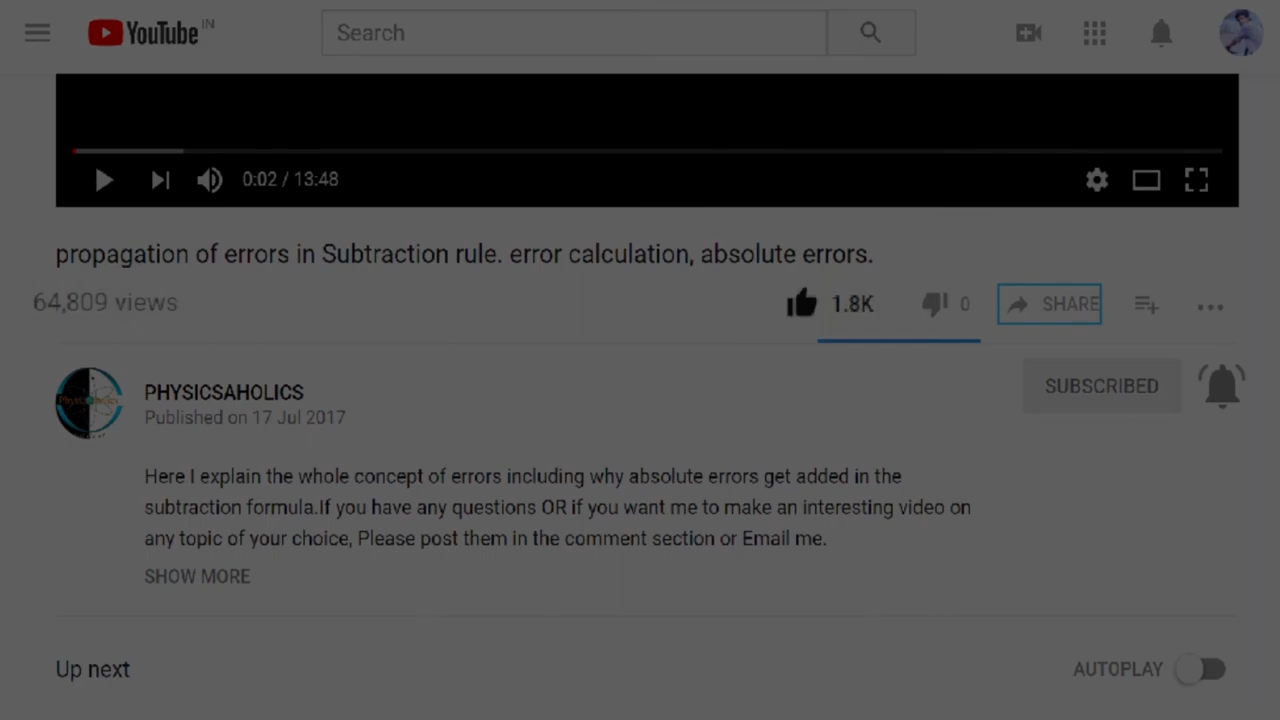 YouTube IN
Search
0:02 / 13:48
propagation of errors in Subtraction rule. error calculation, absolute errors.
64,809 views
1.8K
0
SHARE
PHYSICSAHOLICS
Published on 17 Jul 2017
SUBSCRIBED
Here I explain the whole concept of errors including why absolute errors get added in the
subtraction formula.If you have any questions OR if you want me to make an interesting video on
any topic of your choice, Please post them in the comment section or Email me.
SHOW MORE
Up next
AUTOPLAY